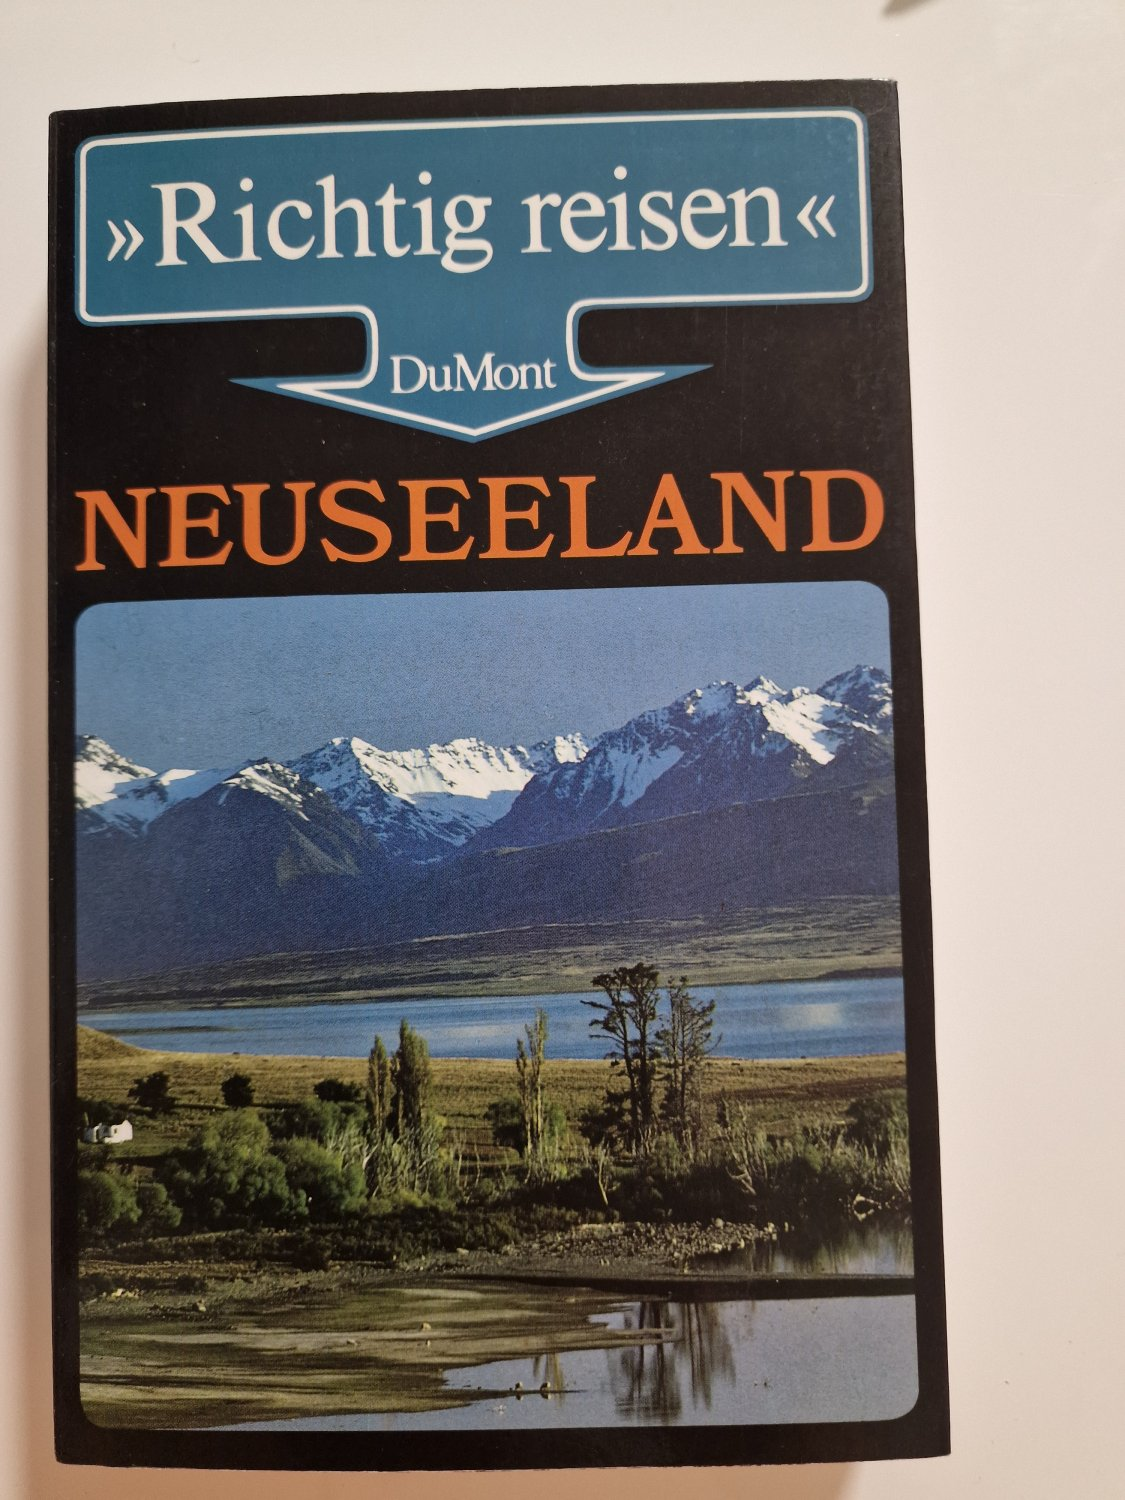 »Richtig reisen«
DuMont
NEUSEELAND